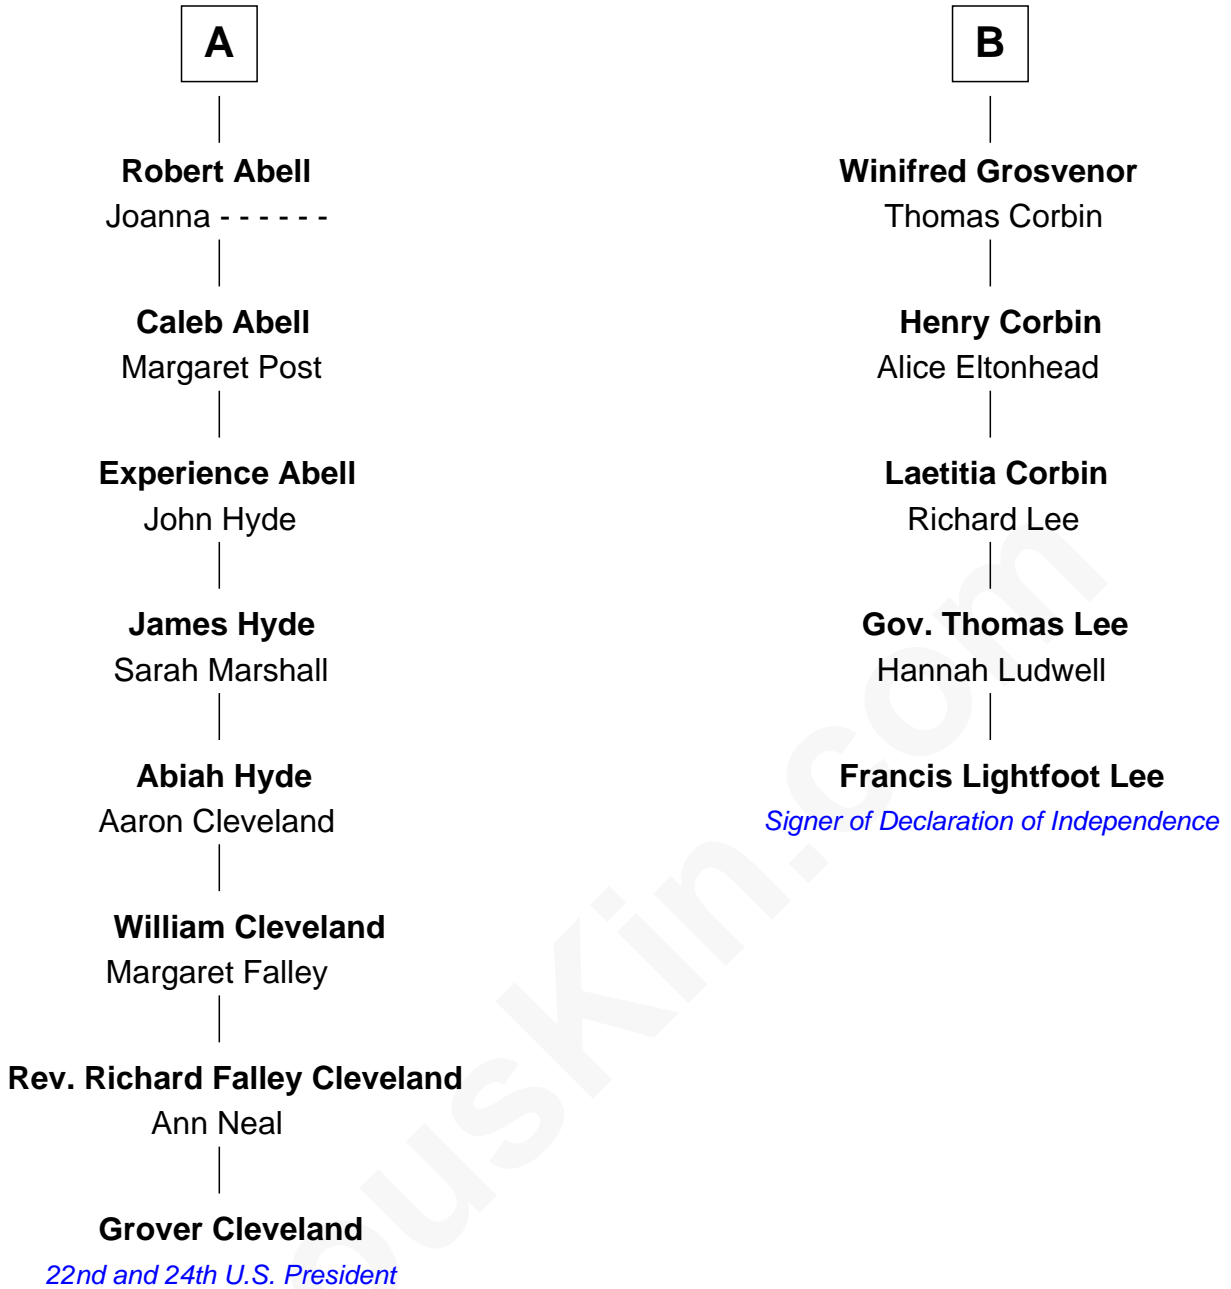 A
Robert Abell
Joanna - - - - - -
Caleb Abell
Margaret Post
Experience Abell
John Hyde
James Hyde
Sarah Marshall
Abiah Hyde
Aaron Cleveland
William Cleveland
Margaret Falley
Rev. Richard Falley Cleveland
Ann Neal
Grover Cleveland
22nd and 24th U.S. President
B
Winifred Grosvenor
Thomas Corbin
Henry Corbin
Alice Eltonhead
Laetitia Corbin
Richard Lee
Gov. Thomas Lee
Hannah Ludwell
Francis Lightfoot Lee
Signer of Declaration of Independence
ousKin.com